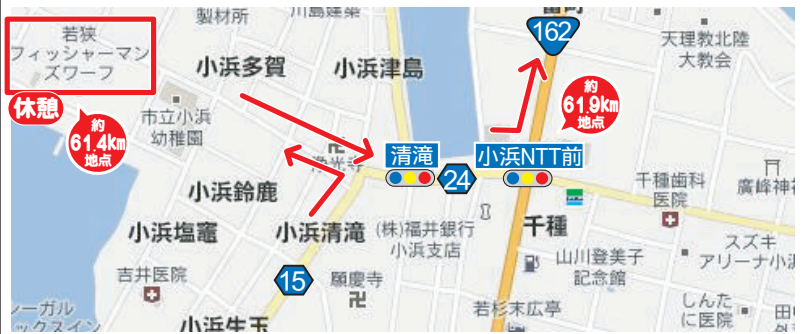 製材所
川島建築
若狭
フィッシャーマン
ズワーフ
休憩
約
61.4km
地点
市立小浜
幼稚園
小浜多賀
小浜津島
162
天理教北陸
大教会
約
61.9km
地点
浄光寺
清滝
24
小浜NTT前
小浜鈴鹿
小浜塩竈
小浜清滝
(株)福井銀行
小浜支店
千種
千種歯科
医院
廣峰神
スズキ
アリーナ小浜
吉井医院
15
願慶寺
山川登美子
記念館
若杉末広亭
しんた
に医院
小浜生玉